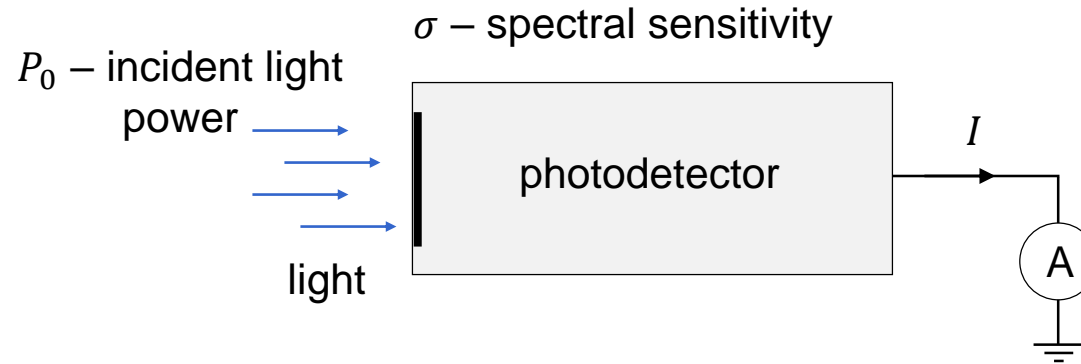 σ – spectral sensitivity
P₀ – incident light
power
I
photodetector
light
A